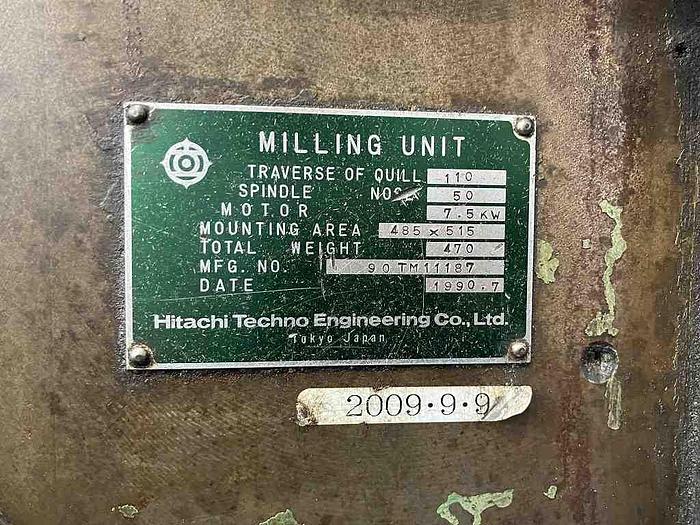 MILLING UNIT
TRAVERSE OF QUILL 110
SPINDLE NOSE 50
MOTOR 7.5KW
MOUNTING AREA 485×515
TOTAL WEIGHT 470
MFG. NO. 90TM11187
DATE 1990.7
Hitachi Techno Engineering Co., Ltd.
Tokyo Japan
2009・9・9